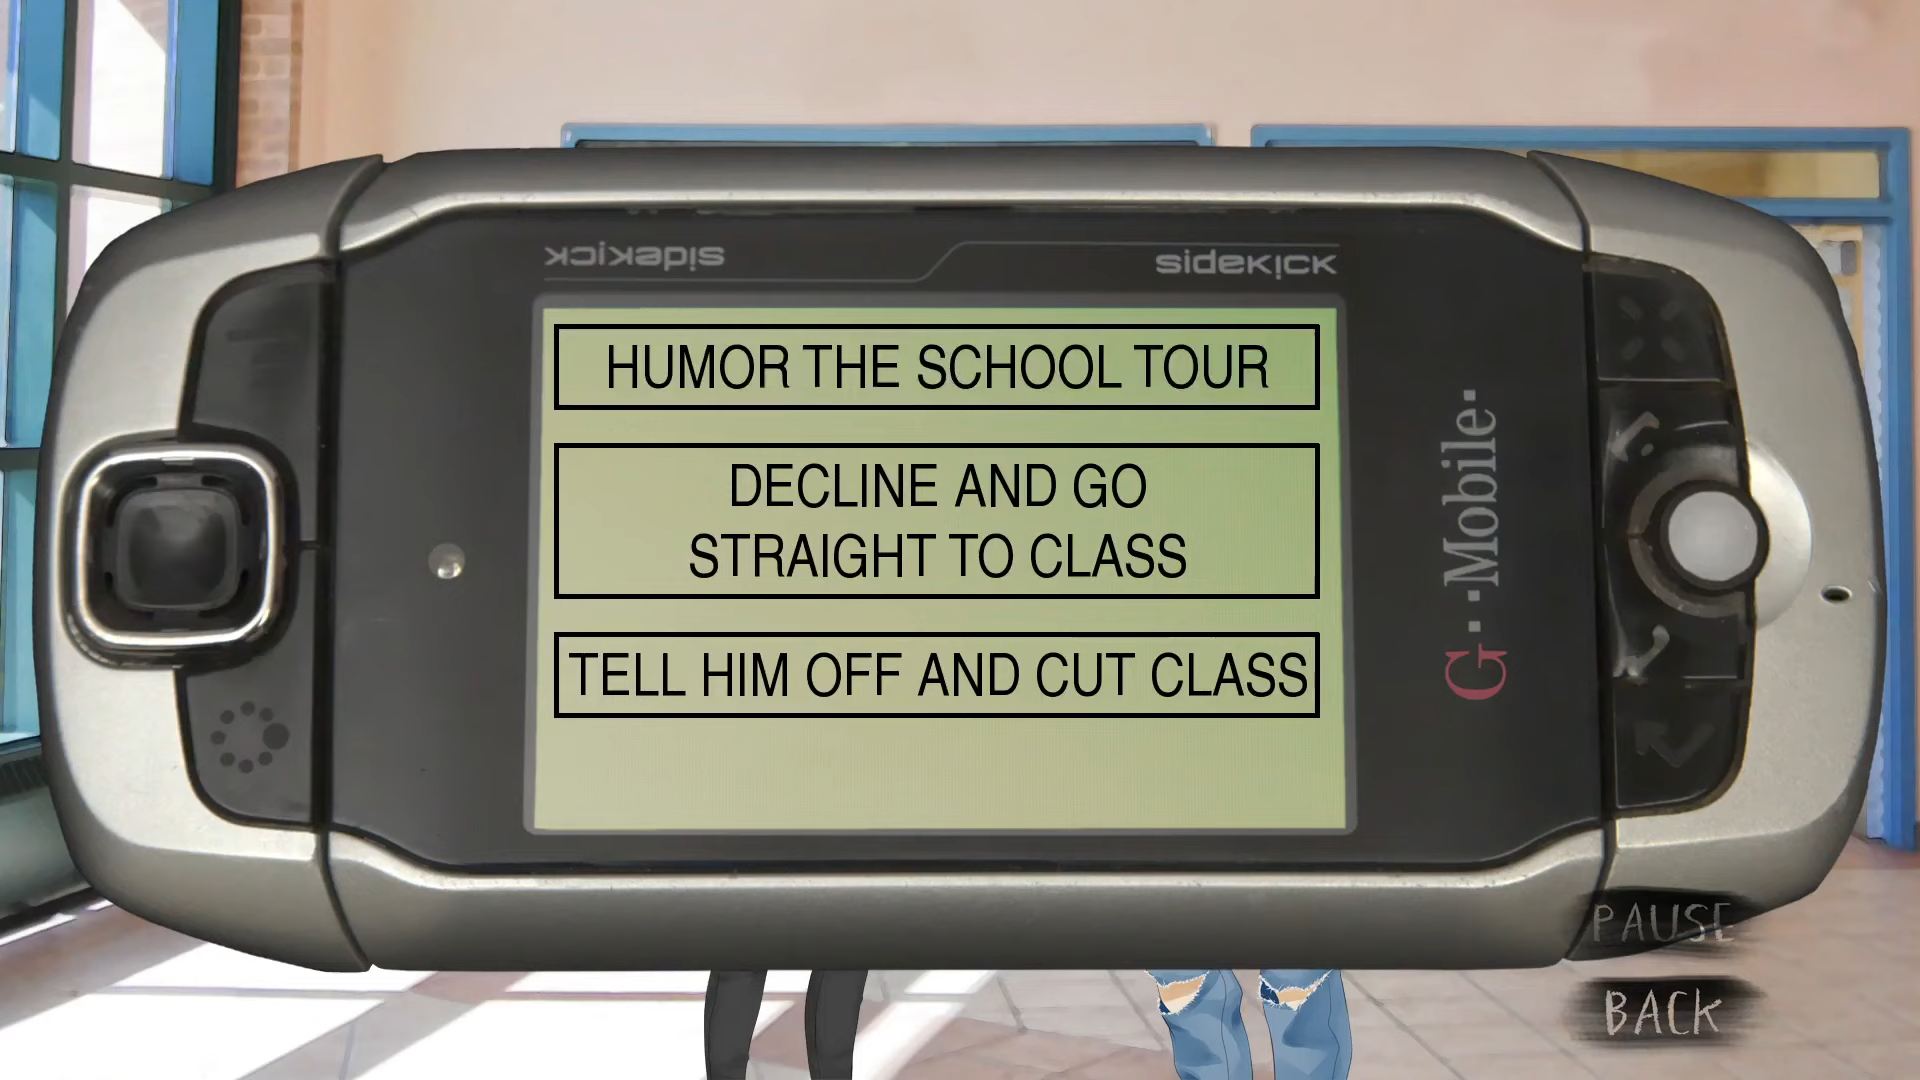 sidekick
sidekick
HUMOR THE SCHOOL TOUR
DECLINE AND GO
STRAIGHT TO CLASS
TELL HIM OFF AND CUT CLASS
G··Mobile·
PAUSE
BACK